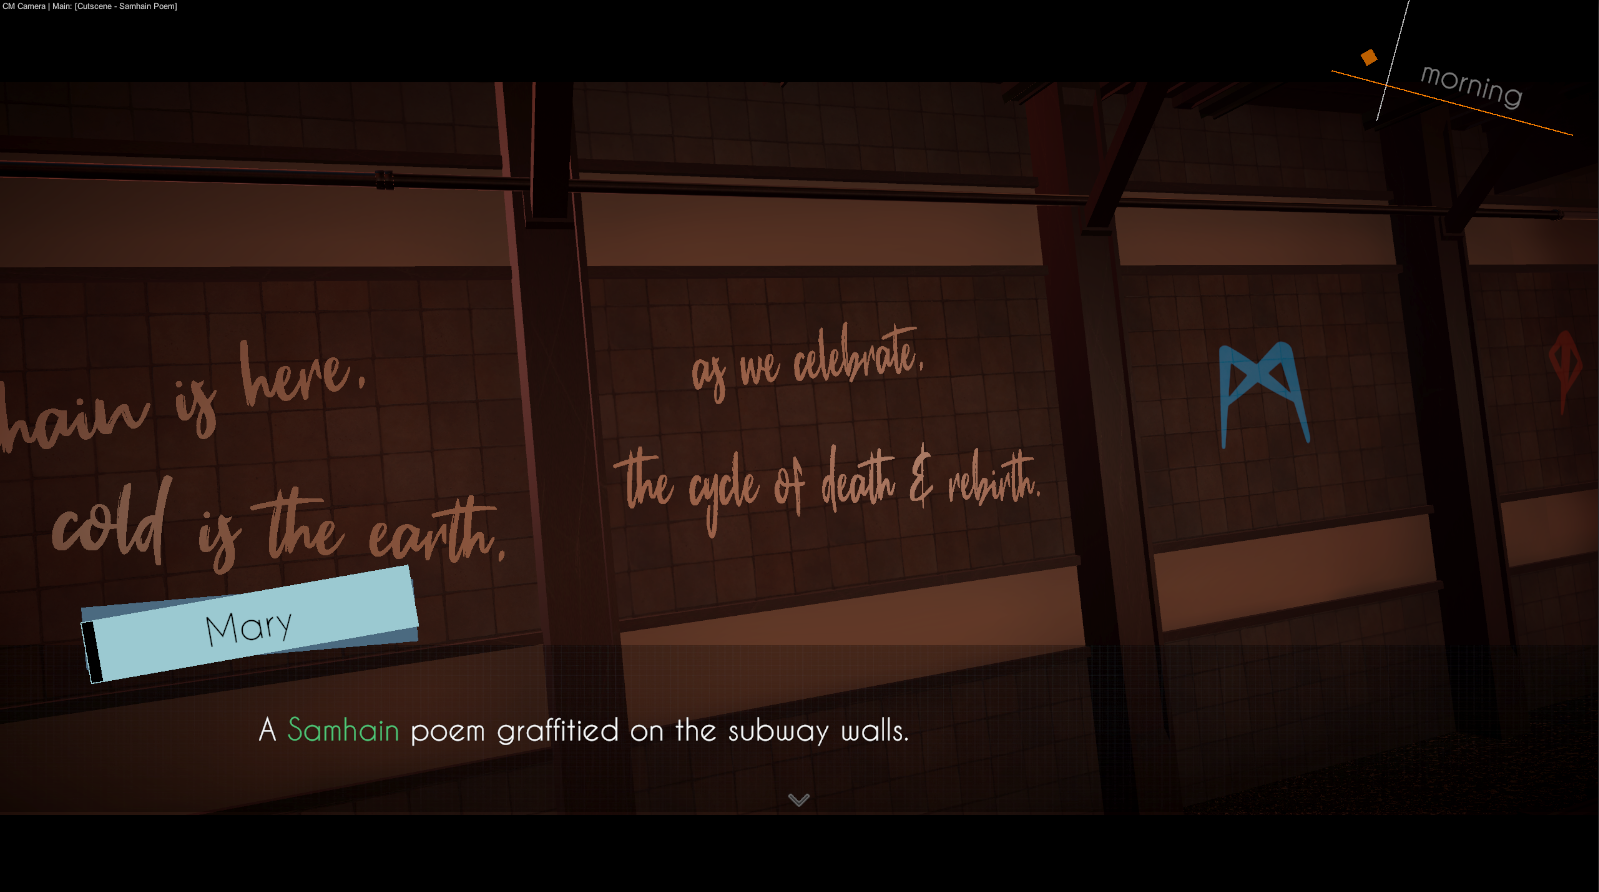 CM Camera | Main: [Cutscene - Samhain Poem]
morning
hain is here.
cold is the earth,
as we celebrate,
the cycle of death & rebirth.
Mary
A Samhain poem graffitied on the subway walls.